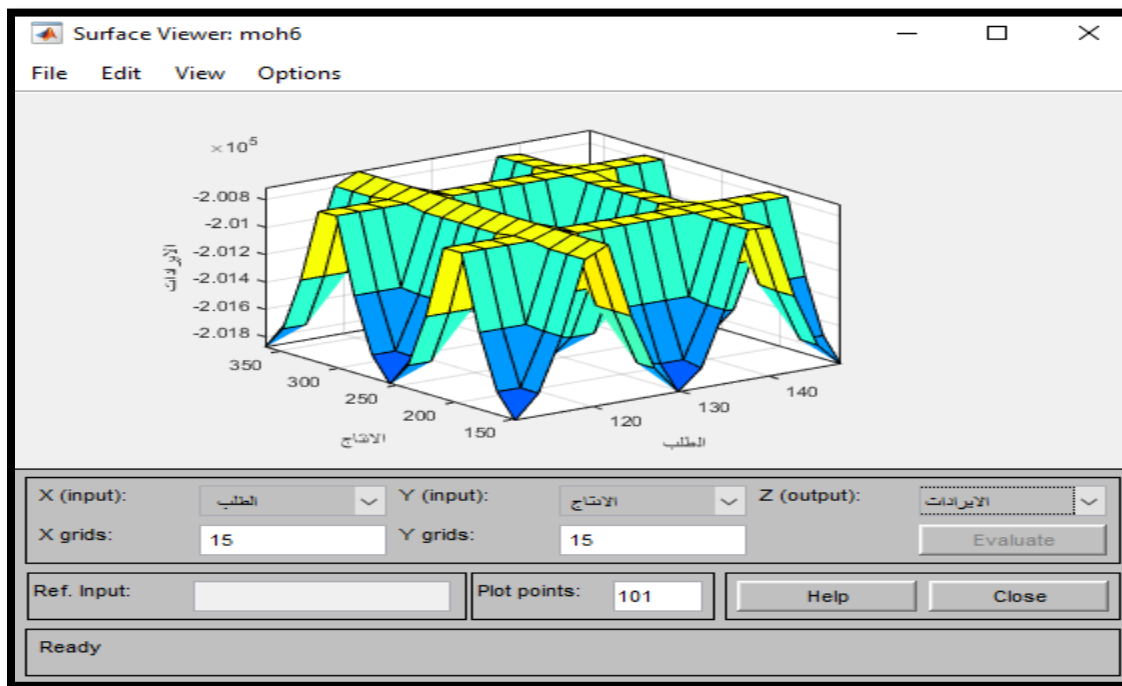 Surface Viewer: moh6
File Edit View Options
×10⁵
-2.008
-2.01
-2.012
-2.014
-2.016
-2.018
الايرادات
350
300
250
200
150
الانتاج
120
130
140
الطلب
X (input): الطلب Y (input): الانتاج Z (output): الايرادات
X grids: 15 Y grids: 15 Evaluate
Ref. Input: Plot points: 101 Help Close
Ready